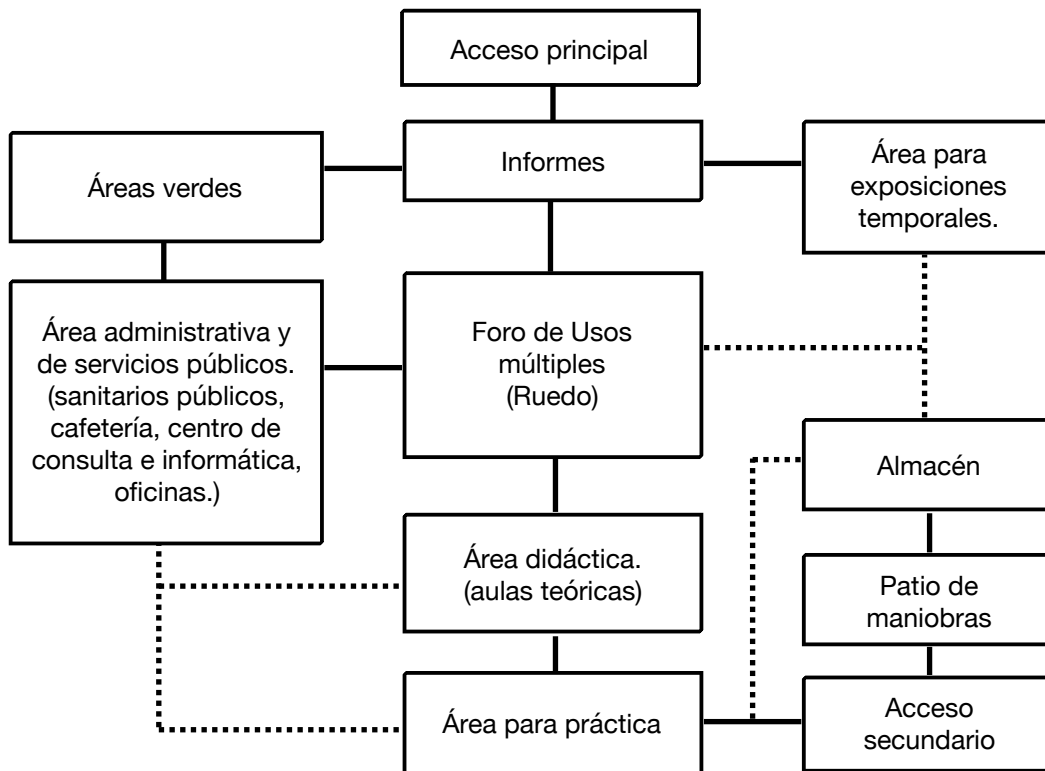 Acceso principal
Informes
Áreas verdes
Área para
exposiciones
temporales.
Área administrativa y
de servicios públicos.
(sanitarios públicos,
cafetería, centro de
consulta e informática,
oficinas.)
Foro de Usos
múltiples
(Ruedo)
Almacén
Área didáctica.
(aulas teóricas)
Patio de
maniobras
Área para práctica
Acceso
secundario